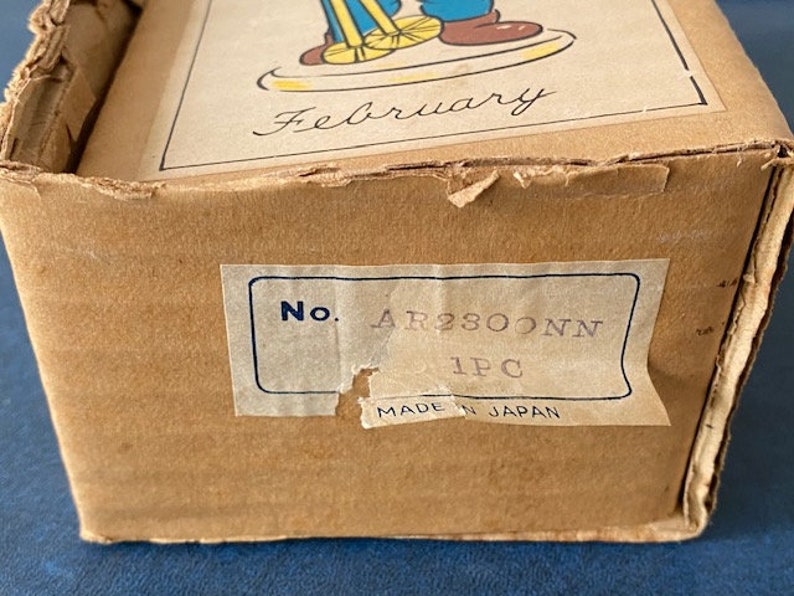 February
No. AR2300NN
1PC
MADE IN JAPAN